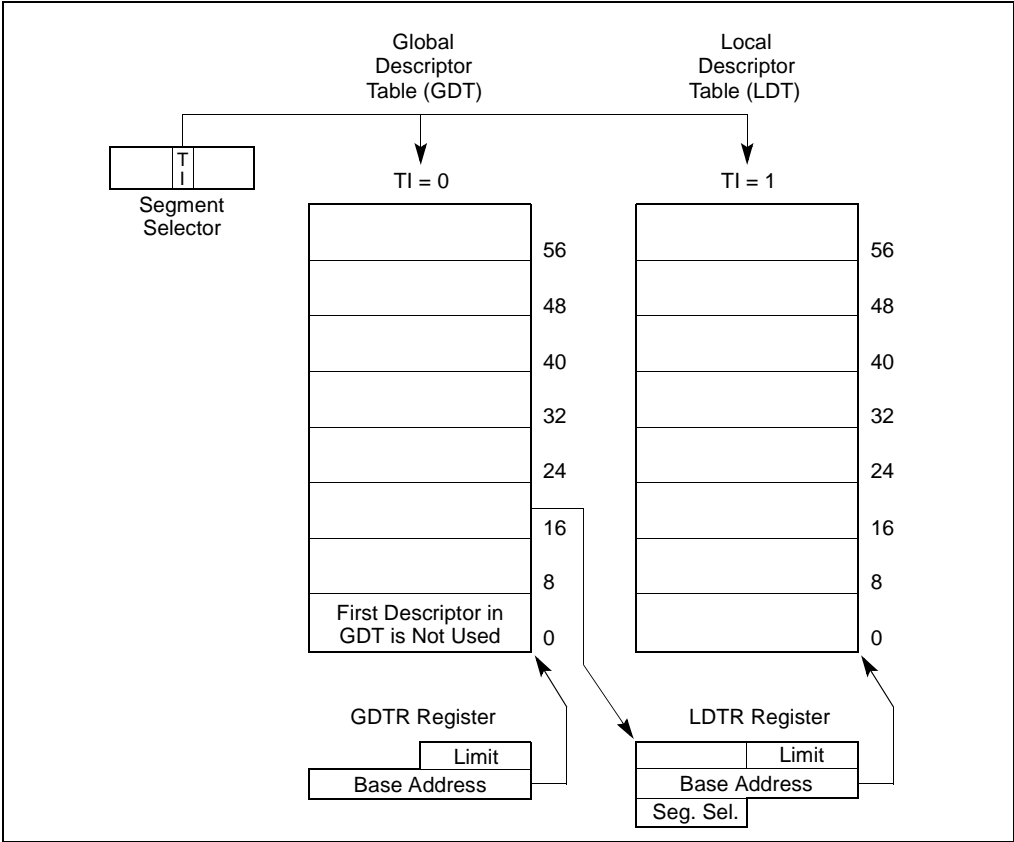 Global
Descriptor
Table (GDT)
Local
Descriptor
Table (LDT)
T
I
Segment
Selector
TI = 0
TI = 1
56
48
40
32
24
16
8
First Descriptor in
GDT is Not Used
0
56
48
40
32
24
16
8
0
GDTR Register
Limit
Base Address
LDTR Register
Limit
Base Address
Seg. Sel.